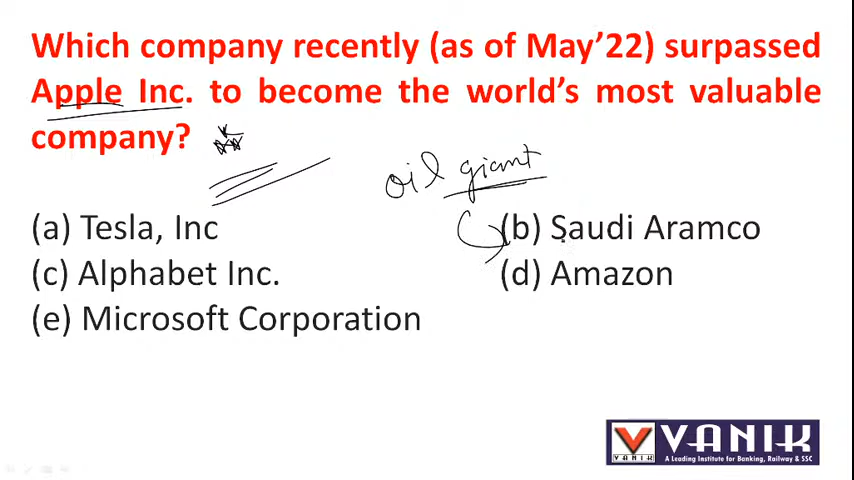 Which company recently (as of May’22) surpassed
Apple Inc. to become the world’s most valuable
company?
oil giant
(a) Tesla, Inc
(b) Saudi Aramco
(c) Alphabet Inc.
(d) Amazon
(e) Microsoft Corporation
VANIK
VANIK
A Leading Institute for Banking, Railway & SSC